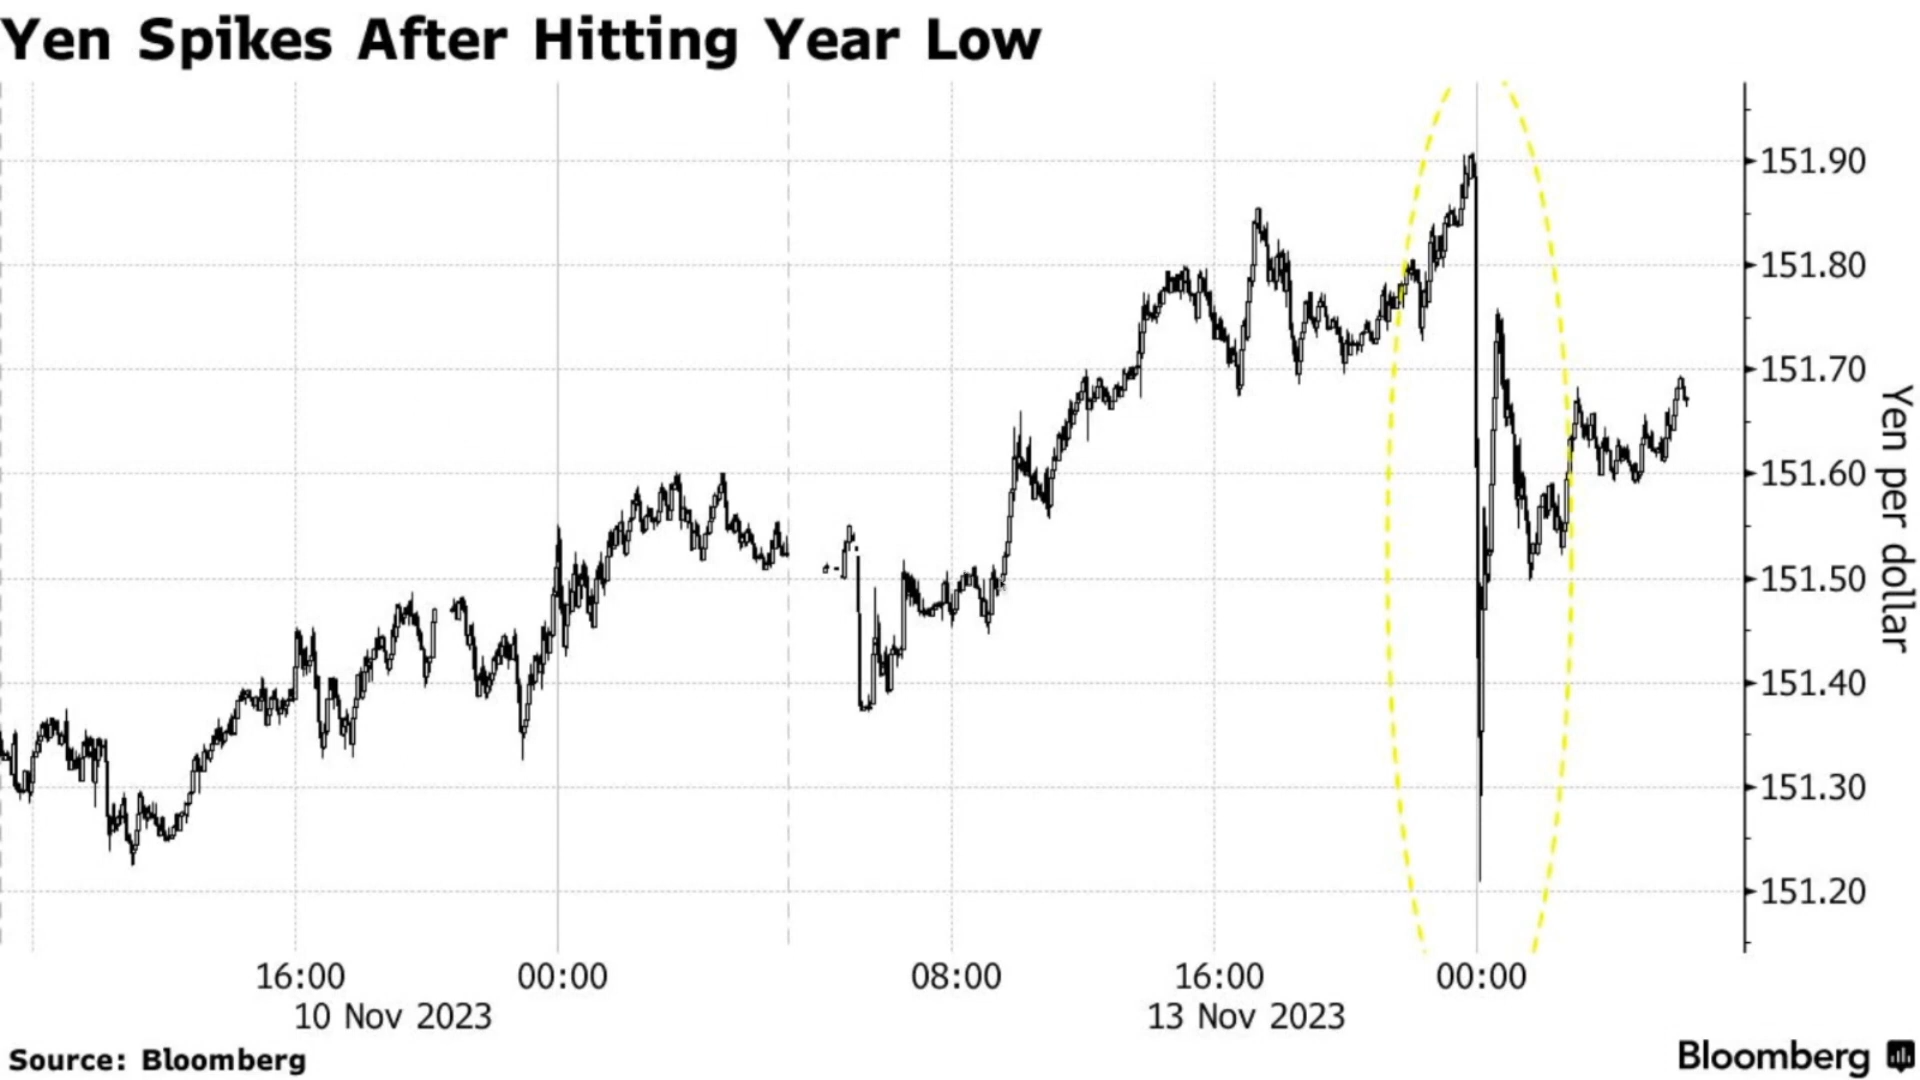 Yen Spikes After Hitting Year Low
151.90
151.80
151.70
151.60
151.50
151.40
151.30
151.20
Yen per dollar
16:00 00:00 08:00 16:00 00:00
10 Nov 2023 13 Nov 2023
Source: Bloomberg
Bloomberg